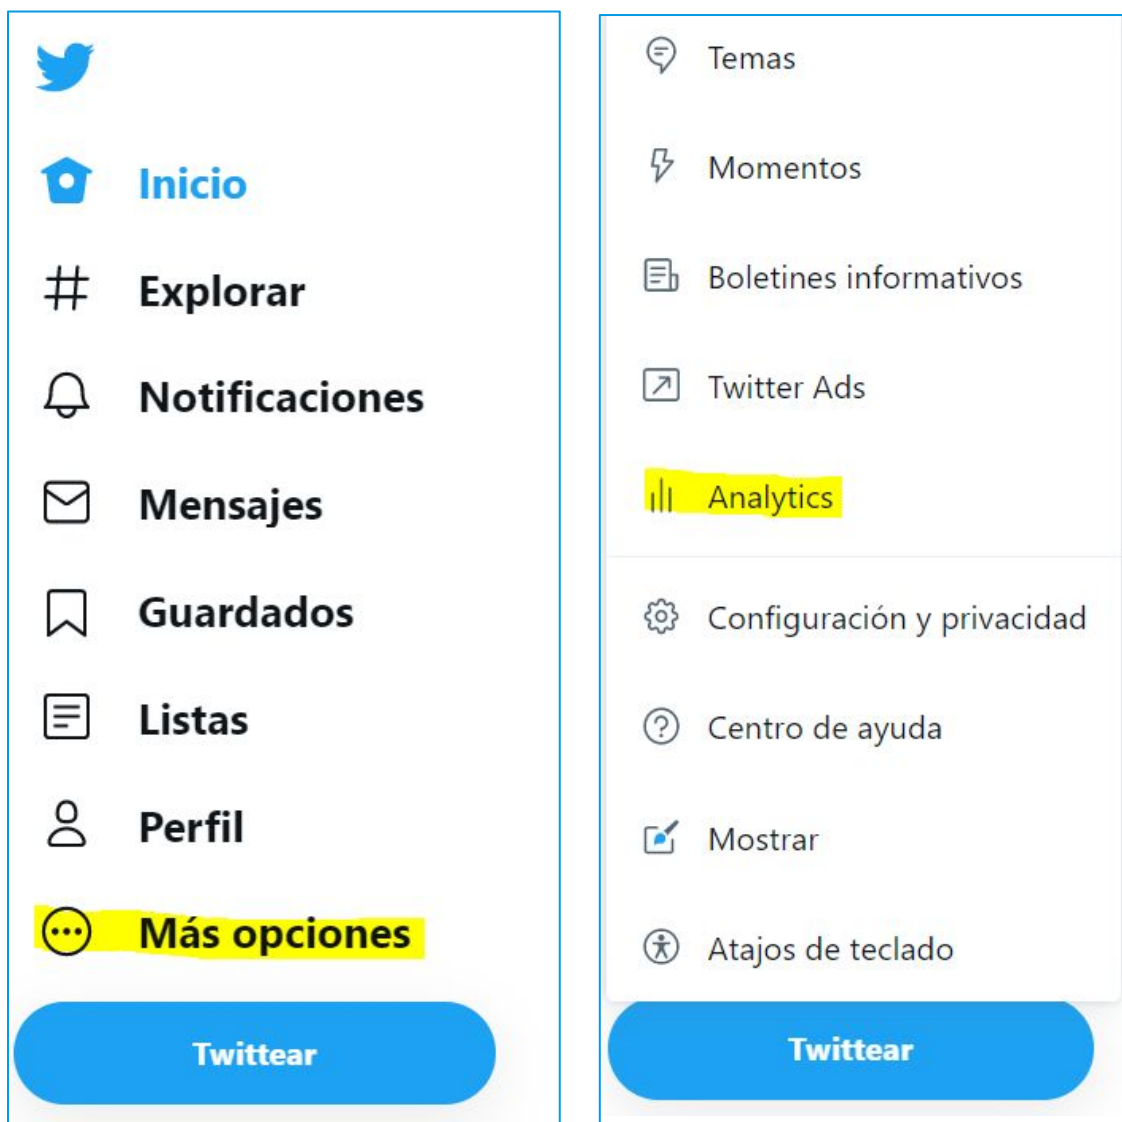 Inicio
Explorar
Notificaciones
Mensajes
Guardados
Listas
Perfil
Más opciones
Twittear
Temas
Momentos
Boletines informativos
Twitter Ads
Analytics
Configuración y privacidad
Centro de ayuda
Mostrar
Atajos de teclado
Twittear